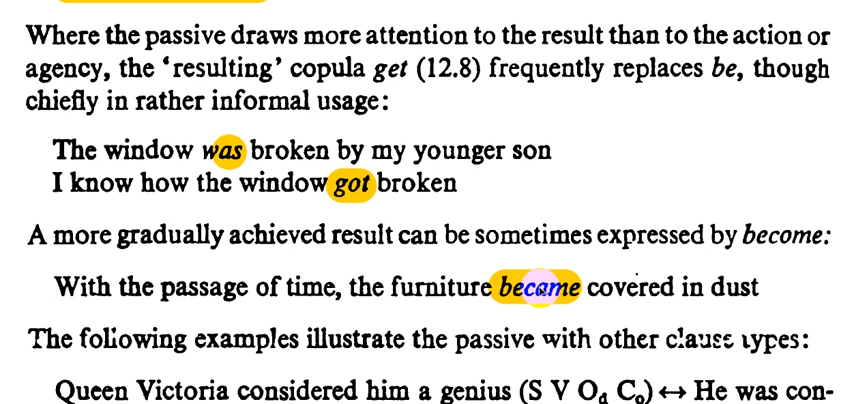 Where the passive draws more attention to the result than to the action or
agency, the 'resulting' copula get (12.8) frequently replaces be, though
chiefly in rather informal usage:
The window was broken by my younger son
I know how the window got broken
A more gradually achieved result can be sometimes expressed by become:
With the passage of time, the furniture became covered in dust
The following examples illustrate the passive with other clause types:
Queen Victoria considered him a genius (S V Od Co) ↔ He was con-